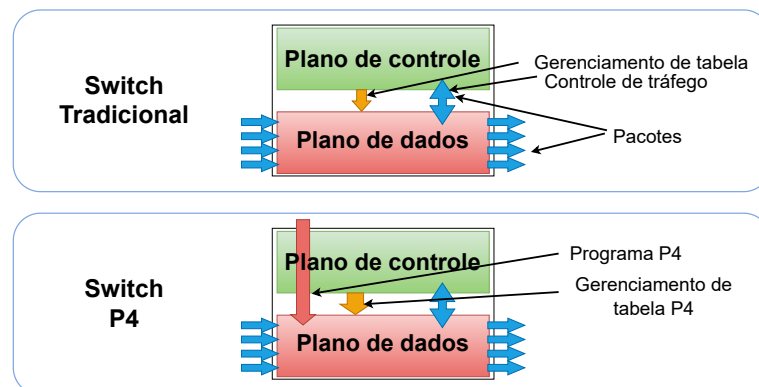 Switch
Tradicional
Plano de controle
Plano de dados
Gerenciamento de tabela
Controle de tráfego
Pacotes
Switch
P4
Plano de controle
Plano de dados
Programa P4
Gerenciamento de
tabela P4